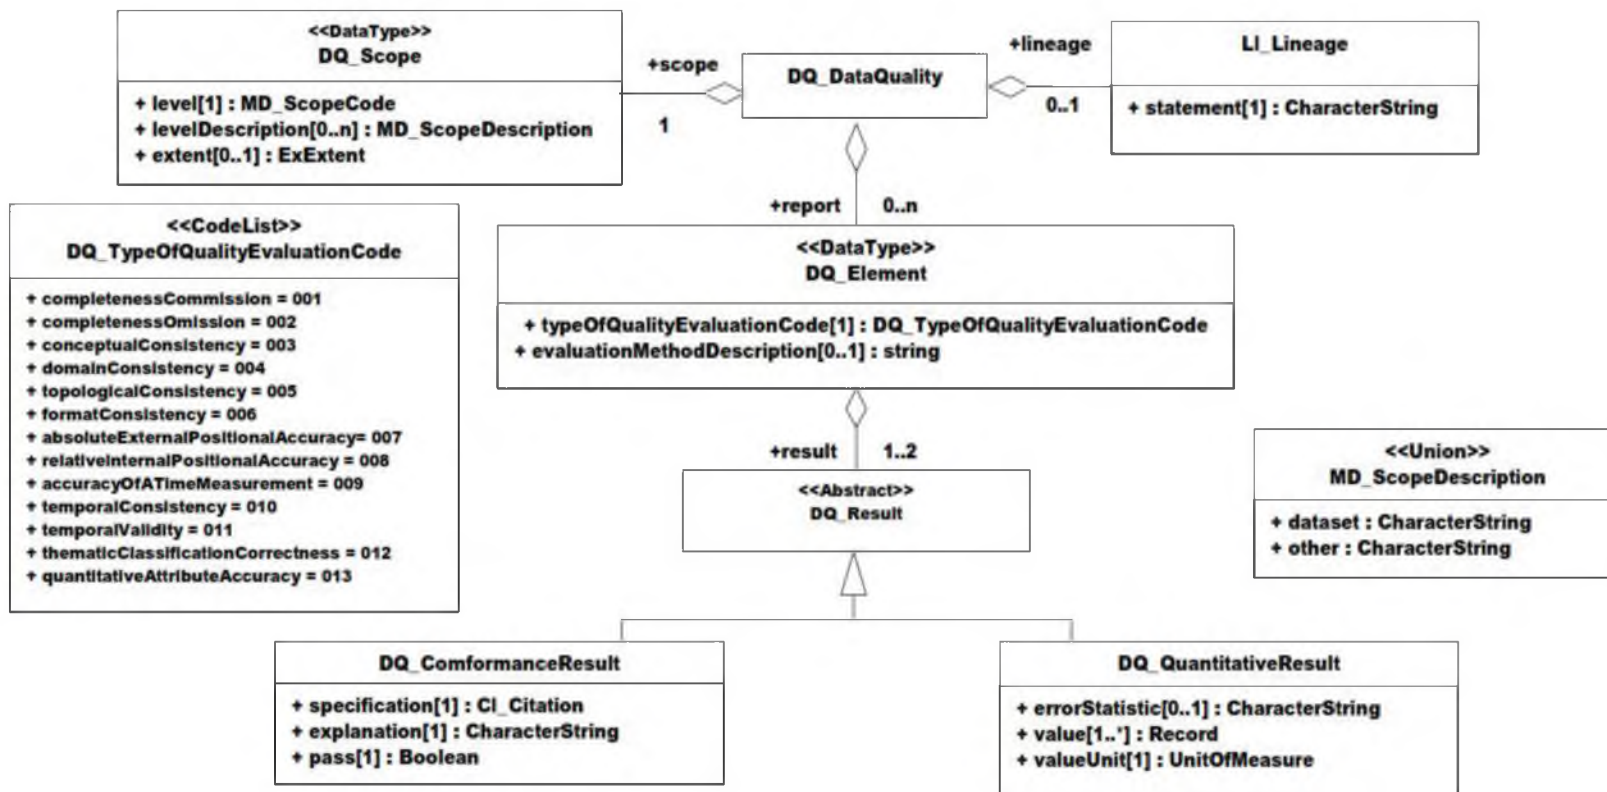 <<DataType>>
DQ_Scope
+ level[1] : MD_ScopeCode
+ levelDescription[0..n] : MD_ScopeDescription
+ extent[0..1] : ExExtent
+scope
1
DQ_DataQuality
+lineage
0..1
LI_Lineage
+ statement[1] : CharacterString
+report
0..n
<<CodeList>>
DQ_TypeOfQualityEvaluationCode
+ completenessCommission = 001
+ completenessOmission = 002
+ conceptualConsistency = 003
+ domainConsistency = 004
+ topologicalConsistency = 005
+ formatConsistency = 006
+ absoluteExternalPositionalAccuracy= 007
+ relativeInternalPositionalAccuracy = 008
+ accuracyOfATimeMeasurement = 009
+ temporalConsistency = 010
+ temporalValidity = 011
+ thematicClassificationCorrectness = 012
+ quantitativeAttributeAccuracy = 013
<<DataType>>
DQ_Element
+ typeOfQualityEvaluationCode[1] : DQ_TypeOfQualityEvaluationCode
+ evaluationMethodDescription[0..1] : string
+result
1..2
<<Abstract>>
DQ_Result
<<Union>>
MD_ScopeDescription
+ dataset : CharacterString
+ other : CharacterString
DQ_ComformanceResult
+ specification[1] : CI_Citation
+ explanation[1] : CharacterString
+ pass[1] : Boolean
DQ_QuantitativeResult
+ errorStatistic[0..1] : CharacterString
+ value[1..*] : Record
+ valueUnit[1] : UnitOfMeasure